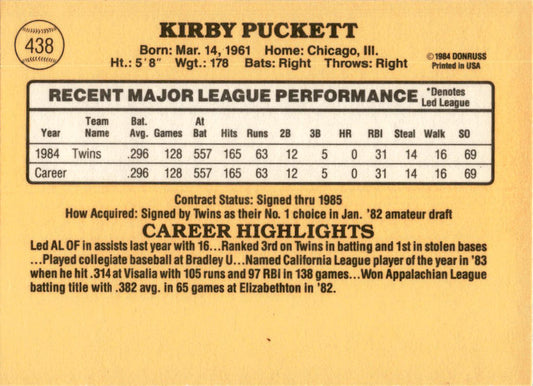 438
KIRBY PUCKETT
Born: Mar. 14, 1961 Home: Chicago, Ill.
Ht.: 5'8" Wgt.: 178 Bats: Right Throws: Right
©1984 DONRUSS
Printed in USA
RECENT MAJOR LEAGUE PERFORMANCE *Denotes Led League
Year Team Name Bat. Avg. Games At Bat Hits Runs 2B 3B HR RBI Steal Walk SO
1984 Twins .296 128 557 165 63 12 5 0 31 14 16 69
Career .296 128 557 165 63 12 5 0 31 14 16 69
Contract Status: Signed thru 1985
How Acquired: Signed by Twins as their No. 1 choice in Jan. '82 amateur draft
CAREER HIGHLIGHTS
Led AL OF in assists last year with 16...Ranked 3rd on Twins in batting and 1st in stolen bases
...Played collegiate baseball at Bradley U...Named California League player of the year in '83
when he hit .314 at Visalia with 105 runs and 97 RBI in 138 games...Won Appalachian League
batting title with .382 avg. in 65 games at Elizabethton in '82.